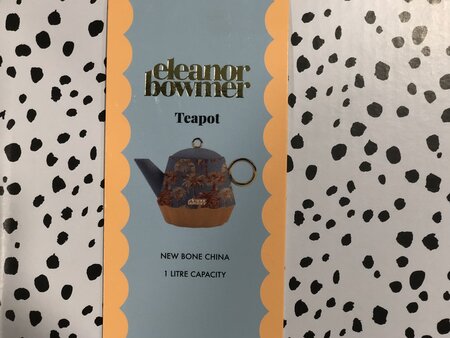 eleanor
bowmer
Teapot
NEW BONE CHINA
1 LITRE CAPACITY